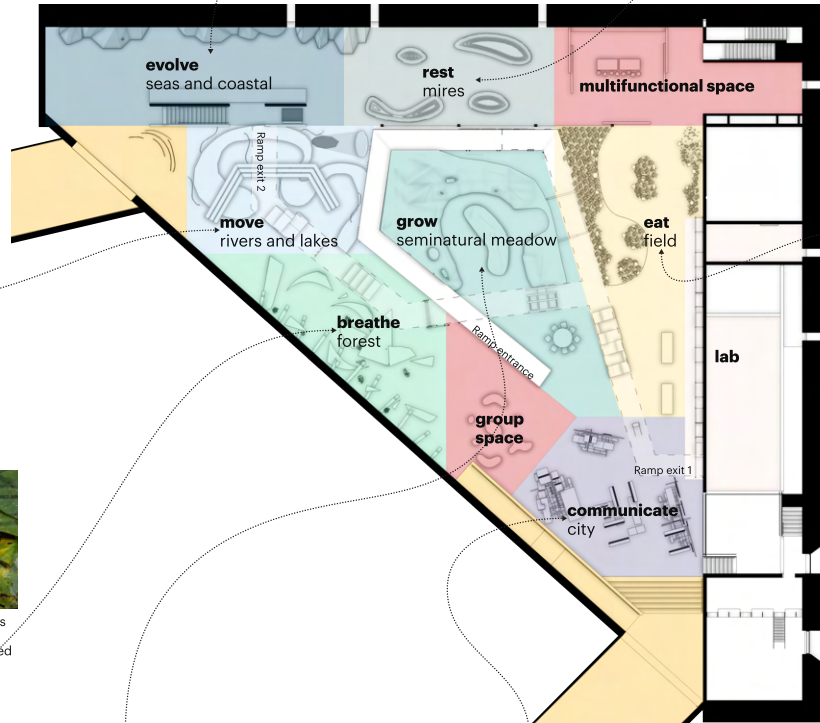 evolve
seas and coastal
rest
mires
multifunctional space
Ramp exit 2
move
rivers and lakes
grow
seminatural meadow
eat
field
breathe
forest
Ramp entrance
lab
group
space
Ramp exit 1
communicate
city
s
ed